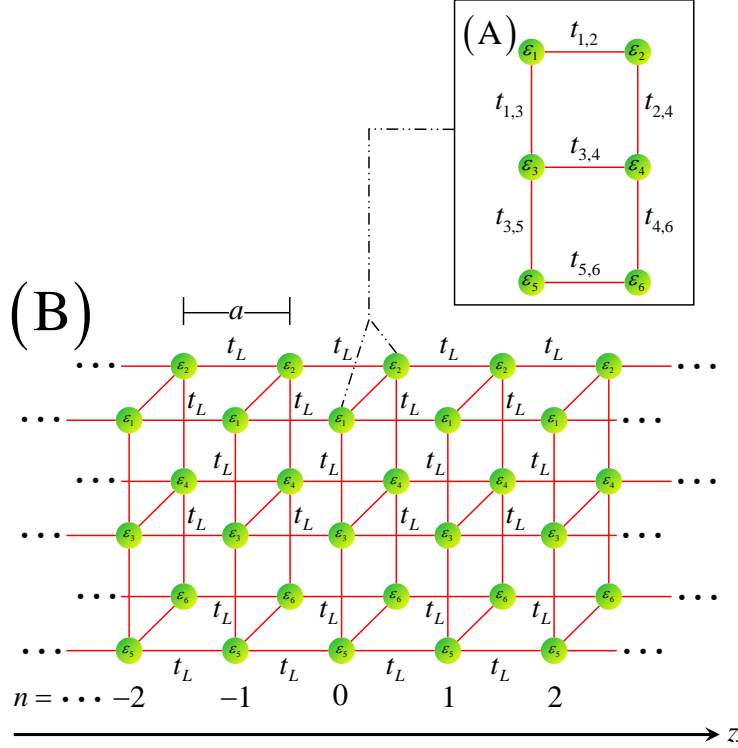 (A)
t1,2
ε1 ε2
t1,3 t2,4
t3,4
ε3 ε4
t3,5 t4,6
t5,6
ε5 ε6
(B)
a
tL tL tL tL
··· ε2 ε2 ε2 ε2 ···
tL tL tL tL
··· ε1 ε1 ε1 ε1 ε1 ···
tL tL tL tL
··· ε4 ε4 ε4 ε4 ε4 ···
tL tL tL tL
··· ε3 ε3 ε3 ε3 ε3 ···
··· ε6 ε6 ε6 ε6 ε6 ···
tL tL tL tL
··· ε5 ε5 ε5 ε5 ε5 ···
tL tL tL tL
n = ··· −2 −1 0 1 2
z